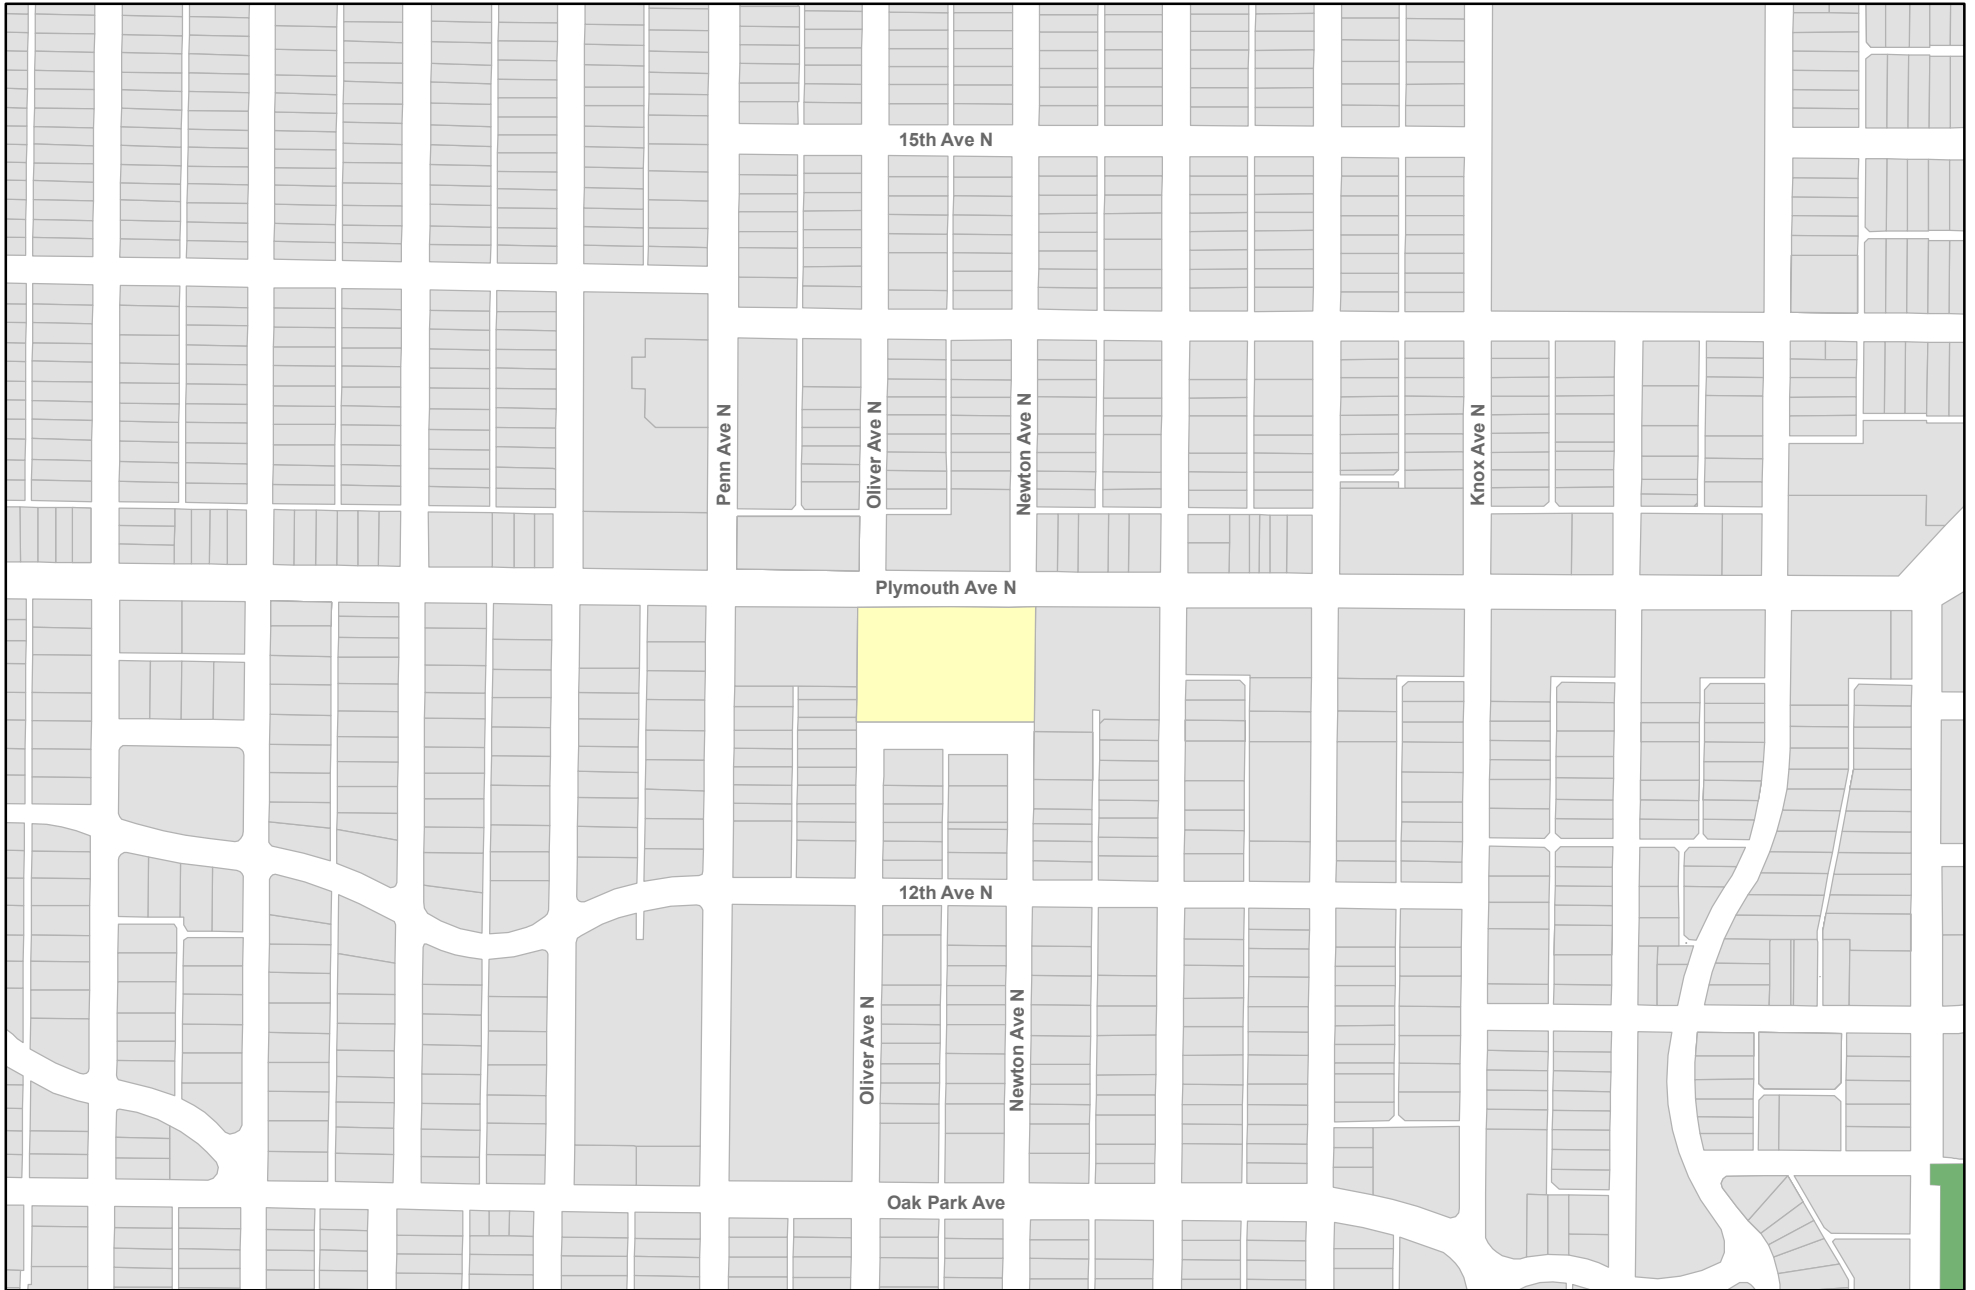 15th Ave N
Penn Ave N
Oliver Ave N
Newton Ave N
Knox Ave N
Plymouth Ave N
12th Ave N
Oliver Ave N
Newton Ave N
Oak Park Ave